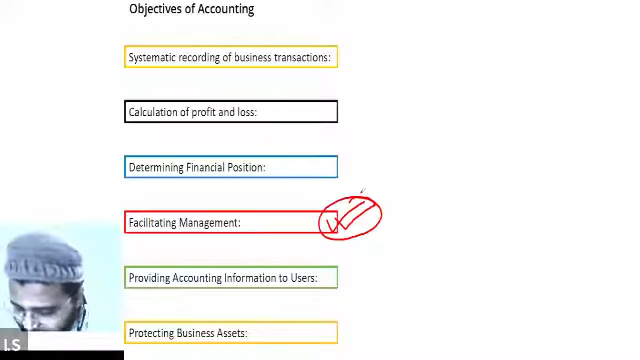 Objectives of Accounting
Systematic recording of business transactions:
Calculation of profit and loss:
Determining Financial Position:
Facilitating Management:
Providing Accounting Information to Users:
Protecting Business Assets:
I.S